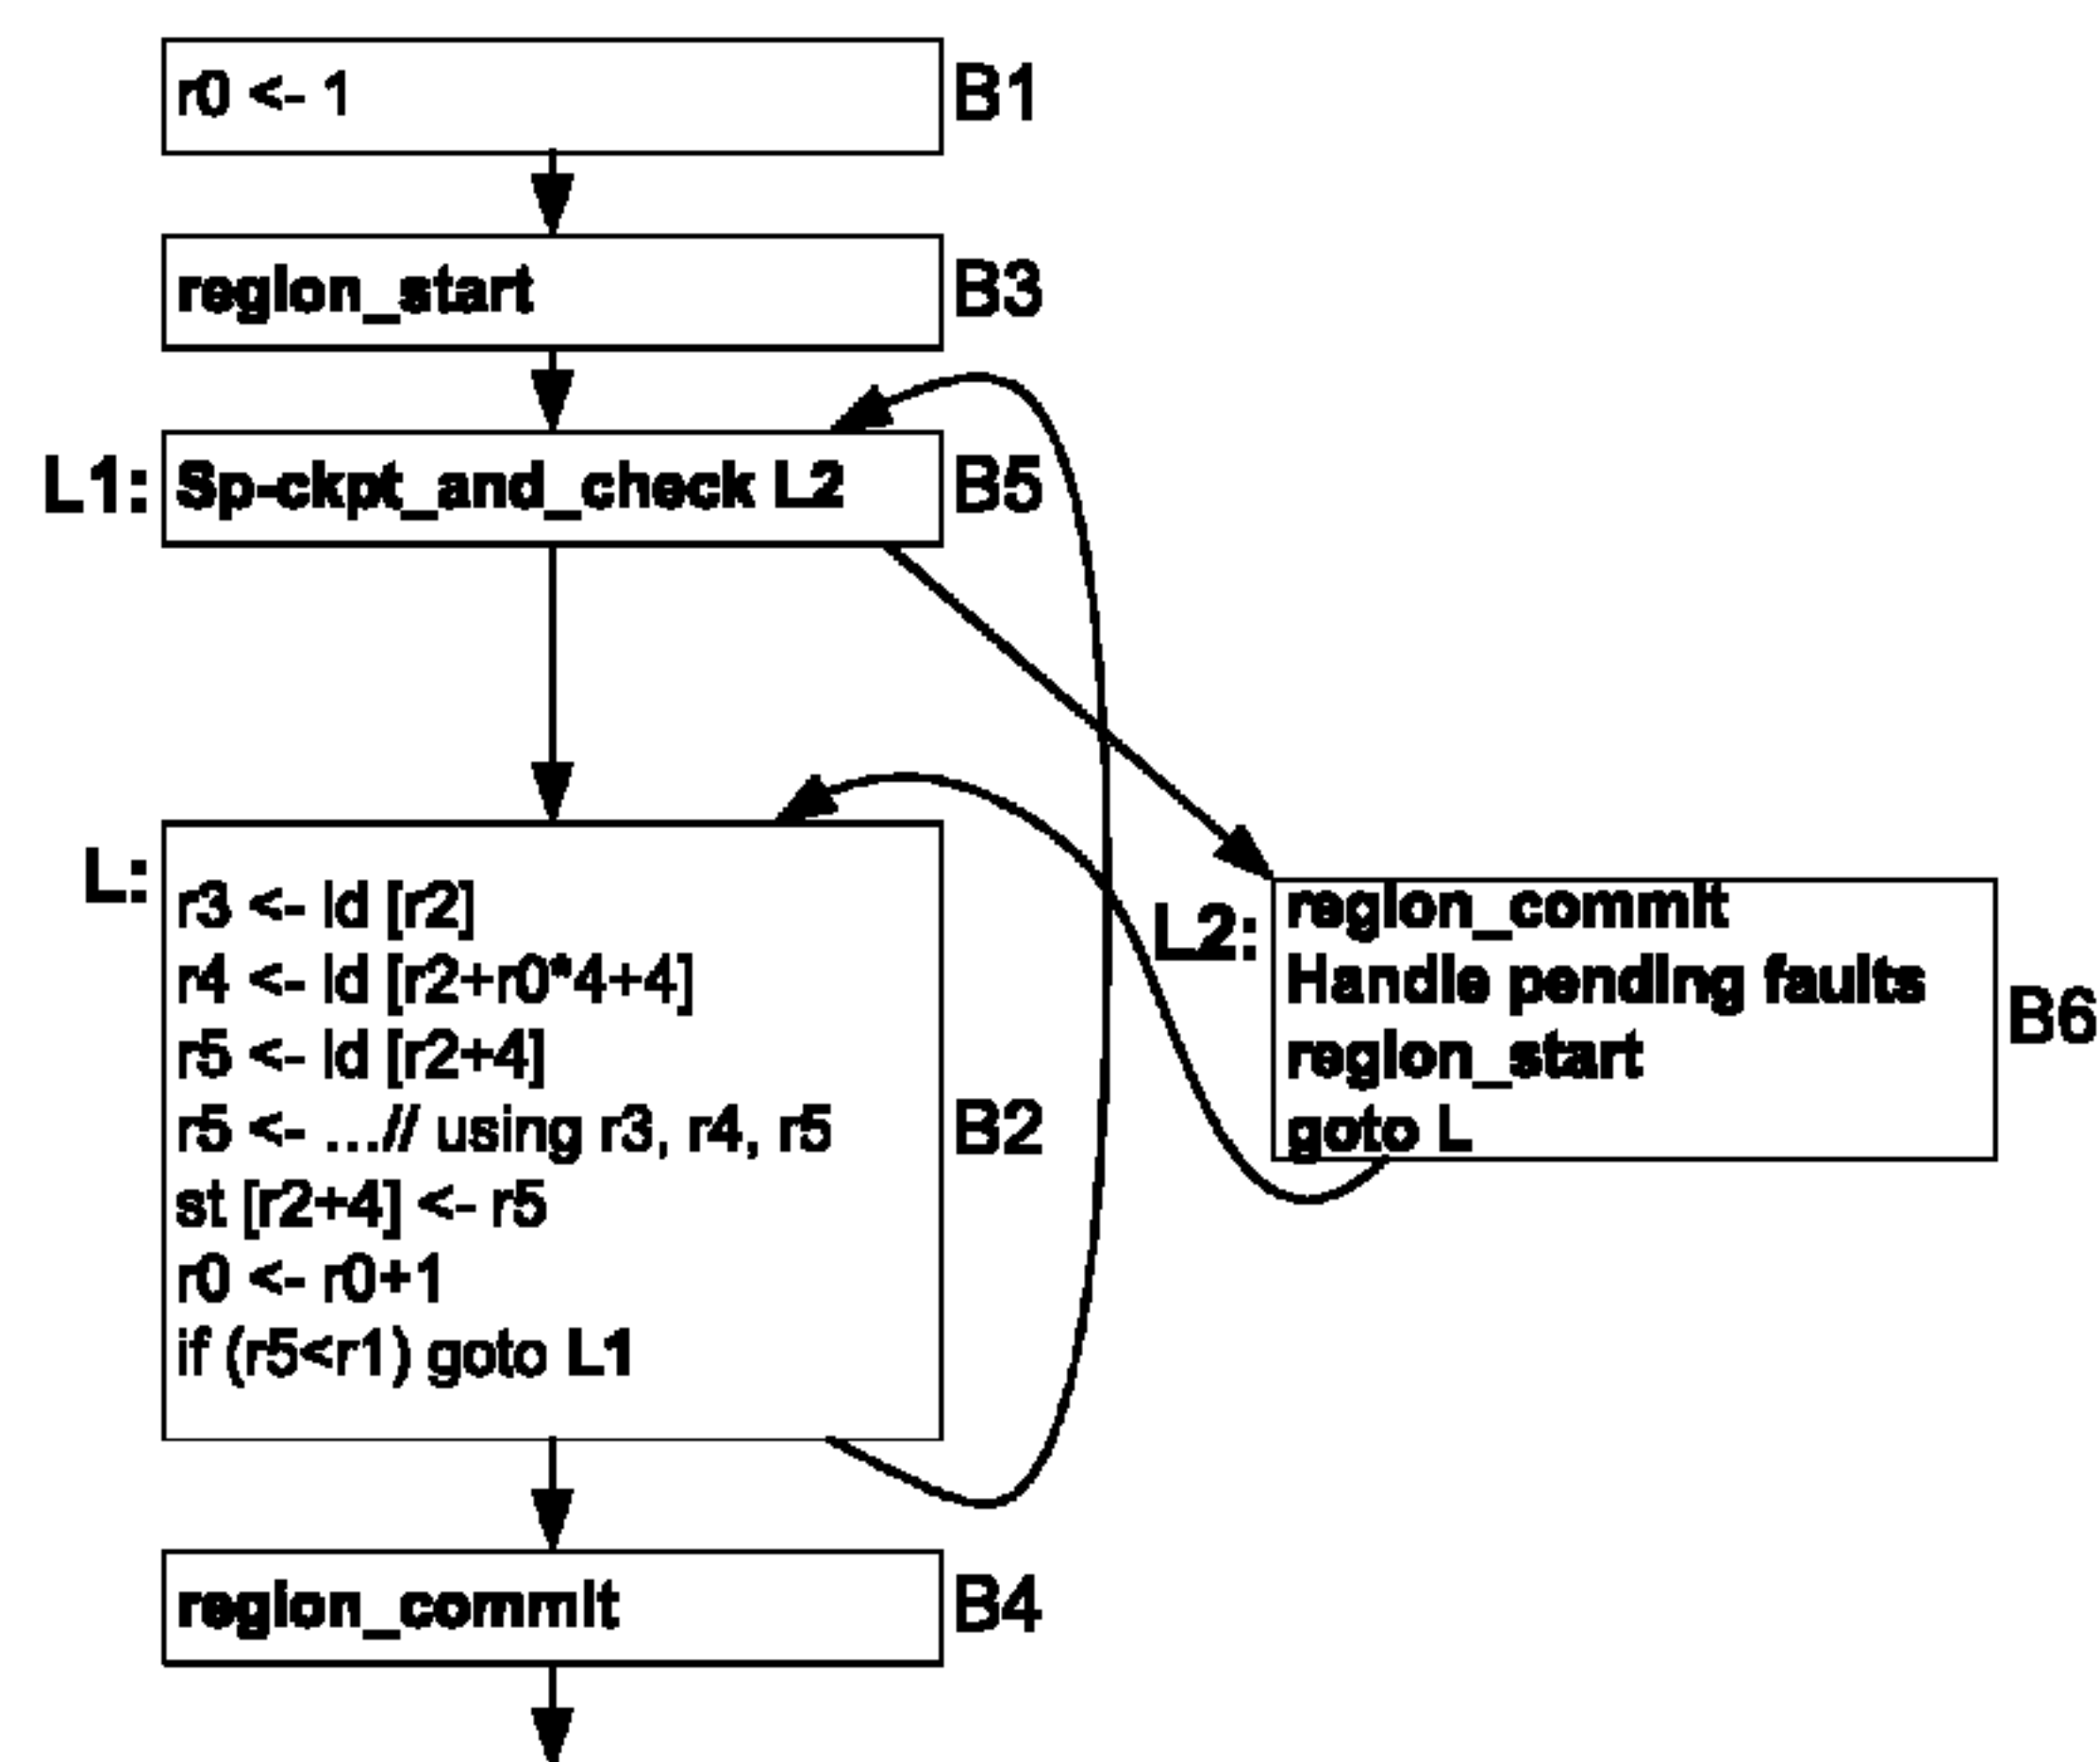 r0 <- 1
B1
region_start
B3
L1:
Sp-ckpt_and_check L2
B5
L:
r3 <- ld [r2]
r4 <- ld [r2+r0*4+4]
r5 <- ld [r2+4]
r5 <- ...// using r3, r4, r5
st [r2+4] <- r5
r0 <- r0+1
if (r5<r1) goto L1
B2
L2:
region_commit
Handle pending faults
region_start
goto L
B6
region_commit
B4